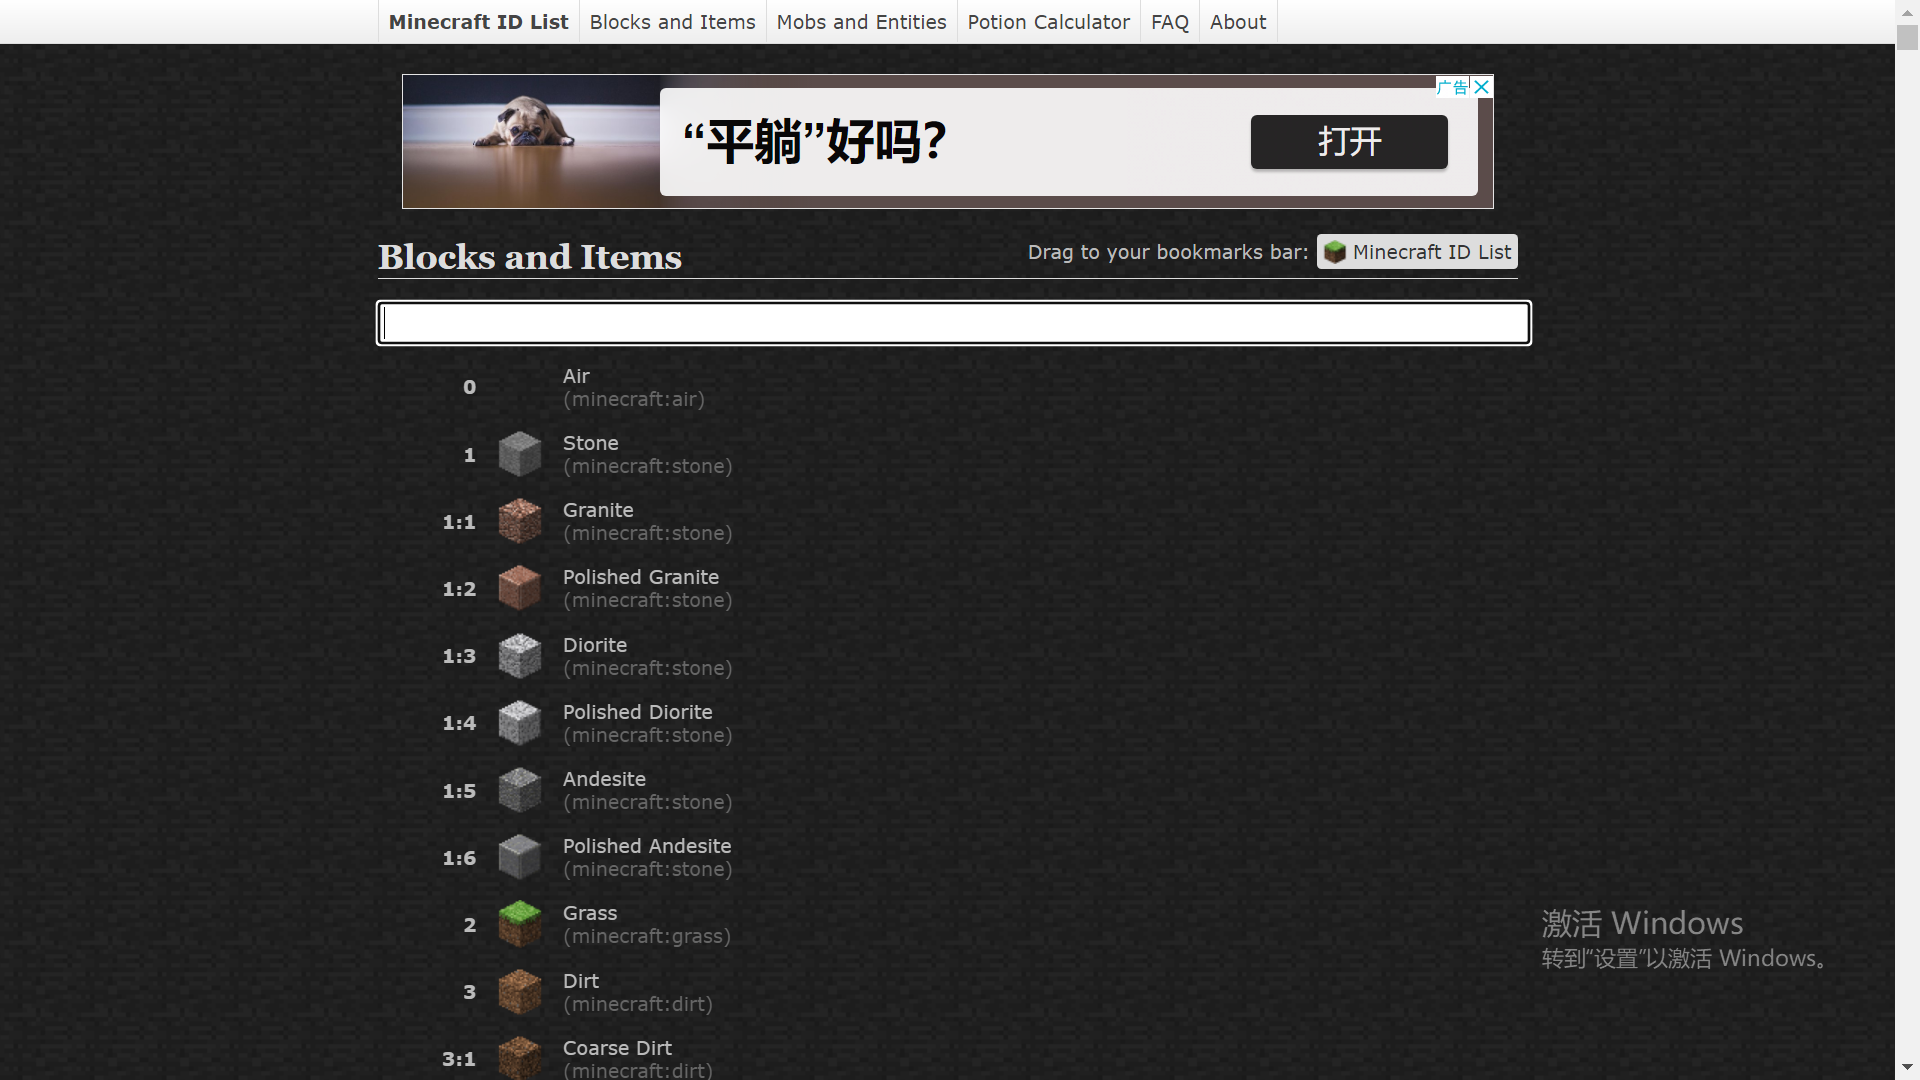 Minecraft ID List Blocks and Items Mobs and Entities Potion Calculator FAQ About
广告
“平躺”好吗?
打开
Blocks and Items
Drag to your bookmarks bar: Minecraft ID List
0 Air
(minecraft:air)
1 Stone
(minecraft:stone)
1:1 Granite
(minecraft:stone)
1:2 Polished Granite
(minecraft:stone)
1:3 Diorite
(minecraft:stone)
1:4 Polished Diorite
(minecraft:stone)
1:5 Andesite
(minecraft:stone)
1:6 Polished Andesite
(minecraft:stone)
2 Grass
(minecraft:grass)
3 Dirt
(minecraft:dirt)
3:1 Coarse Dirt
(minecraft:dirt)
激活 Windows
转到“设置”以激活 Windows。